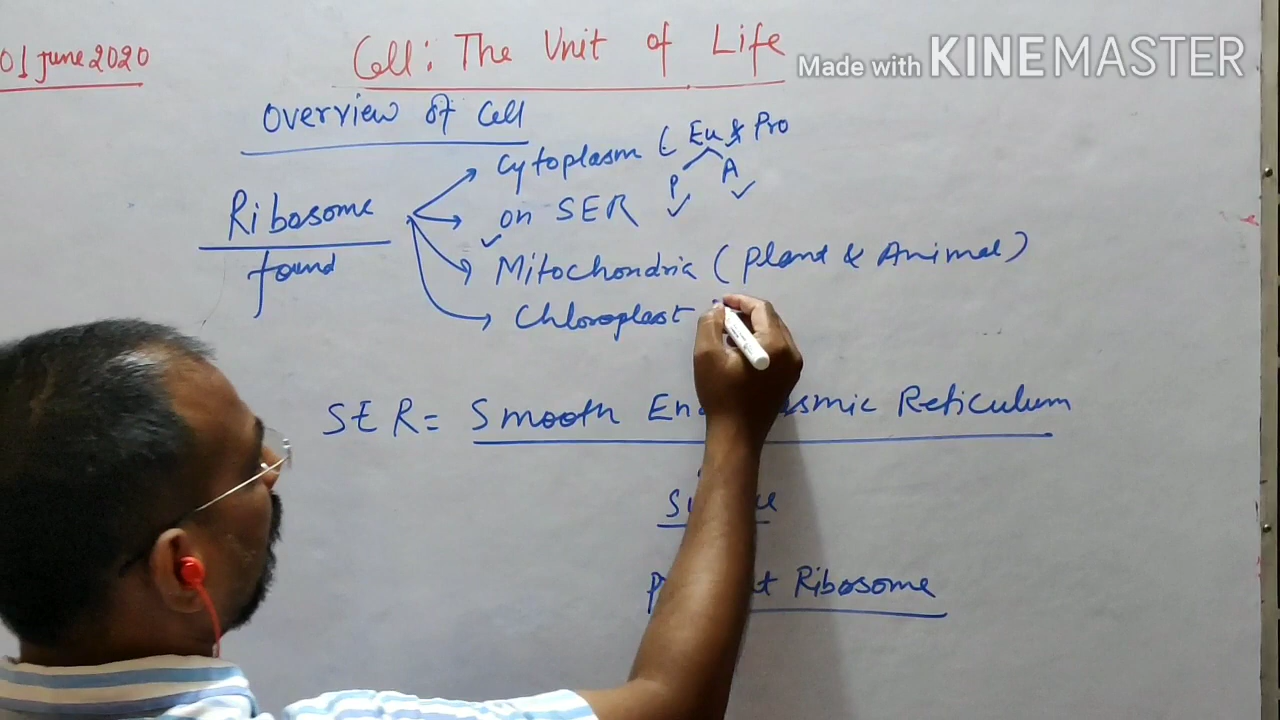 01 June 2020
Cell: The Unit of Life
Made with KINEMASTER
Overview of Cell
Ribosome found
Cytoplasm ( Eu & Pro
P A
on SER
Mitochondria (Plant & Animal)
Chloroplast
SER = Smooth Reticulum
Ribosome